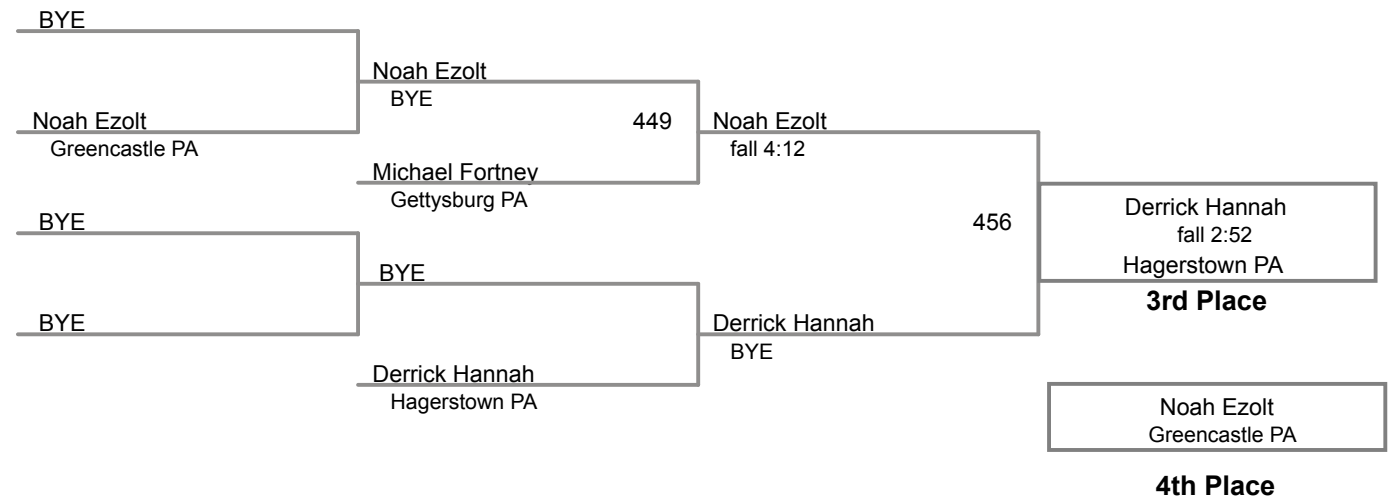 BYE
Noah Ezolt
BYE
Noah Ezolt
Greencastle PA
449
Noah Ezolt
fall 4:12
Michael Fortney
Gettysburg PA
BYE
456
Derrick Hannah
fall 2:52
Hagerstown PA
3rd Place
BYE
BYE
Derrick Hannah
BYE
Derrick Hannah
Hagerstown PA
Noah Ezolt
Greencastle PA
4th Place